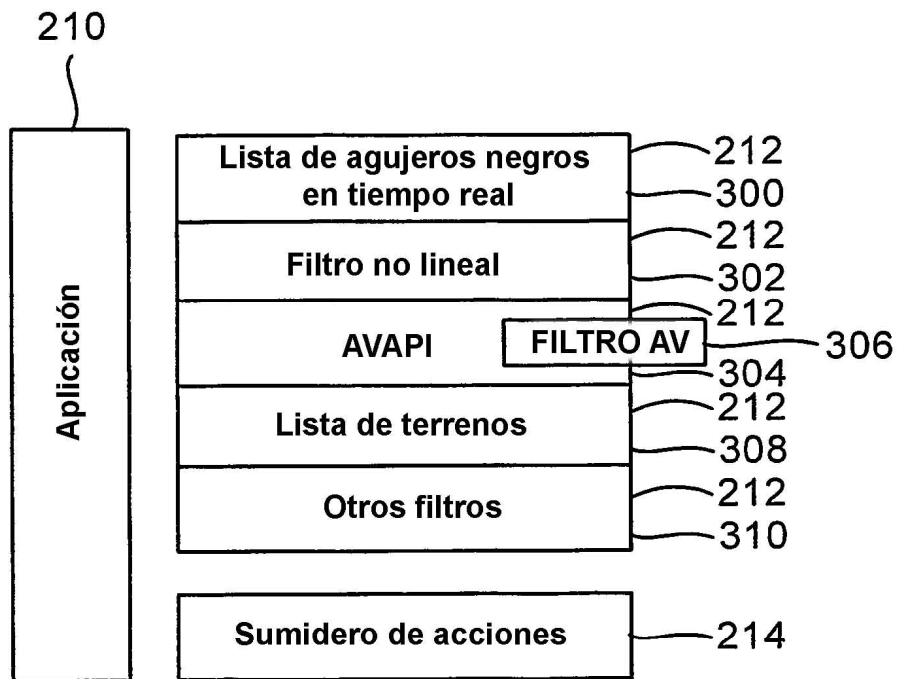 210
Aplicación
Lista de agujeros negros
en tiempo real
212
300
Filtro no lineal
212
302
AVAPI
212
FILTRO AV
306
304
Lista de terrenos
212
308
Otros filtros
212
310
Sumidero de acciones
214